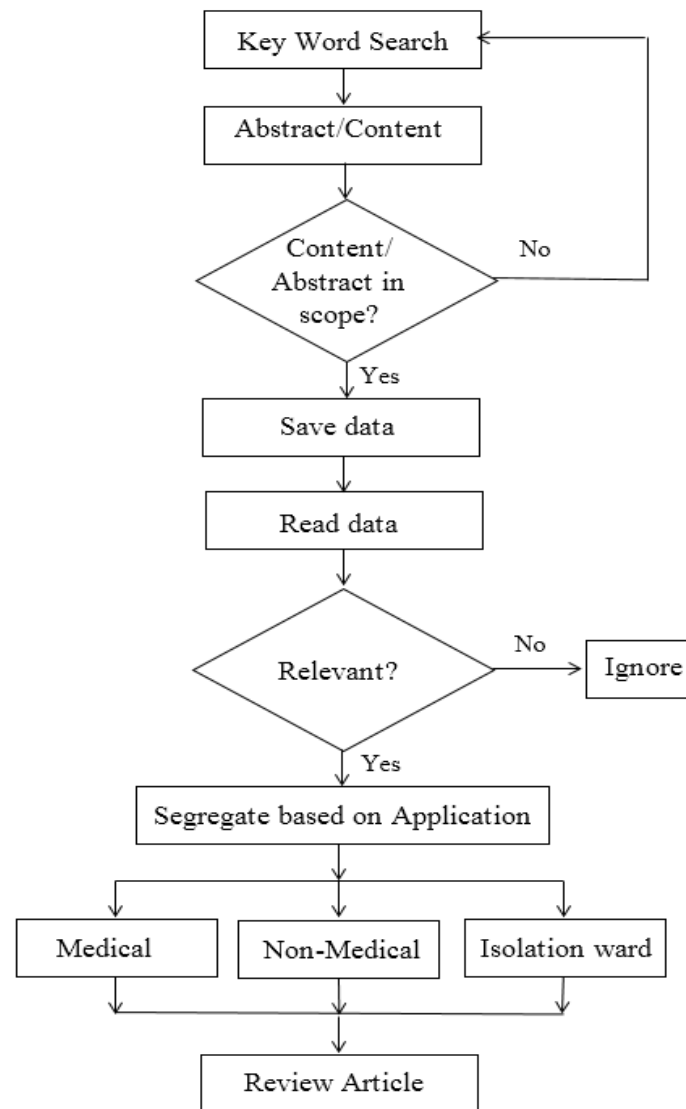 Key Word Search
Abstract/Content
Content/
Abstract in
scope?
No
Yes
Save data
Read data
Relevant?
No
Ignore
Yes
Segregate based on Application
Medical
Non-Medical
Isolation ward
Review Article